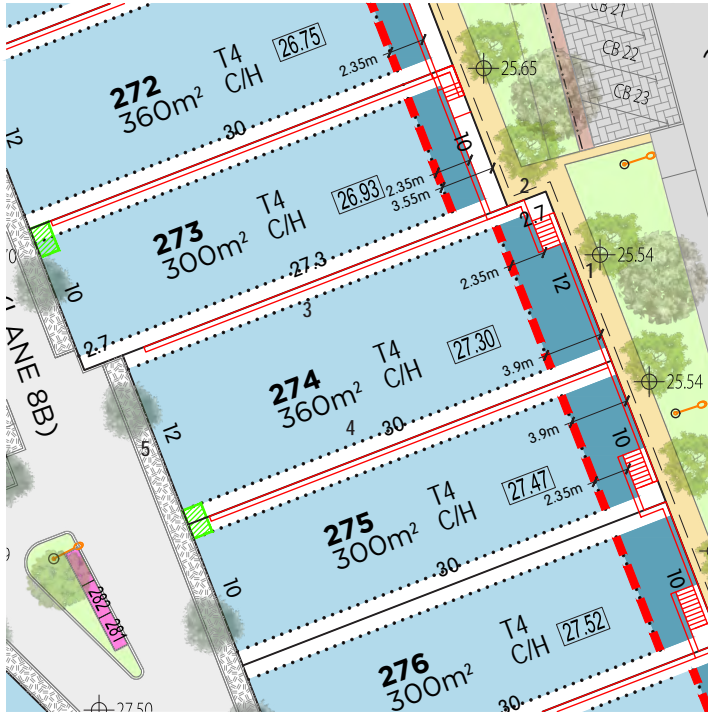 CB 21
CB 22
CB 23
25.65
26.75
T4
C/H
272
360m²
2.35m
12
30
10
2.35m
3.55m
26.93
T4
C/H
273
300m²
27.3
10
2
2.7
25.54
1
12
2.35m
3
2.7
LANE 8B)
27.30
T4
C/H
274
360m²
3.9m
25.54
12
4
30
5
3.9m
10
27.47
2.35m
T4
C/H
275
300m²
10
30
282
281
10
27.52
T4
C/H
276
300m²
30
27.50